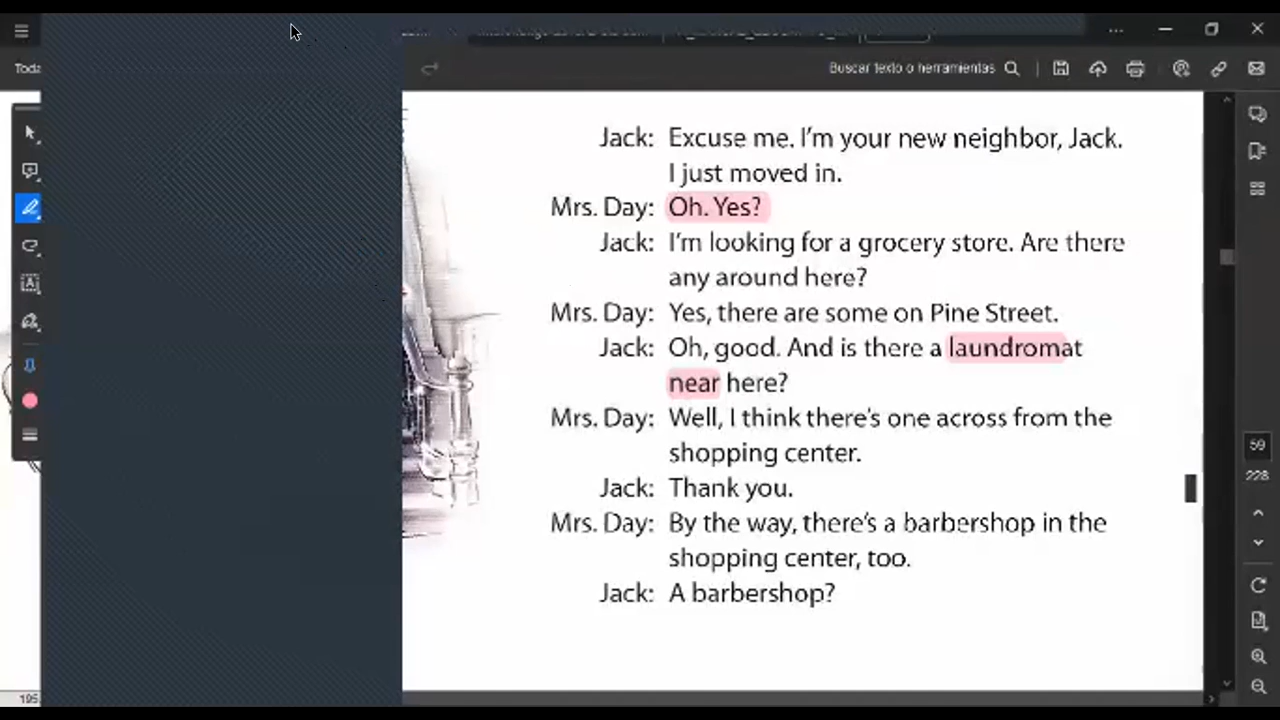 Toda
Buscar texto o herramientas
Jack: Excuse me. I'm your new neighbor, Jack.
I just moved in.
Mrs. Day: Oh. Yes?
Jack: I'm looking for a grocery store. Are there
any around here?
Mrs. Day: Yes, there are some on Pine Street.
Jack: Oh, good. And is there a laundromat
near here?
Mrs. Day: Well, I think there's one across from the
shopping center.
Jack: Thank you.
Mrs. Day: By the way, there's a barbershop in the
shopping center, too.
Jack: A barbershop?
59
228
195